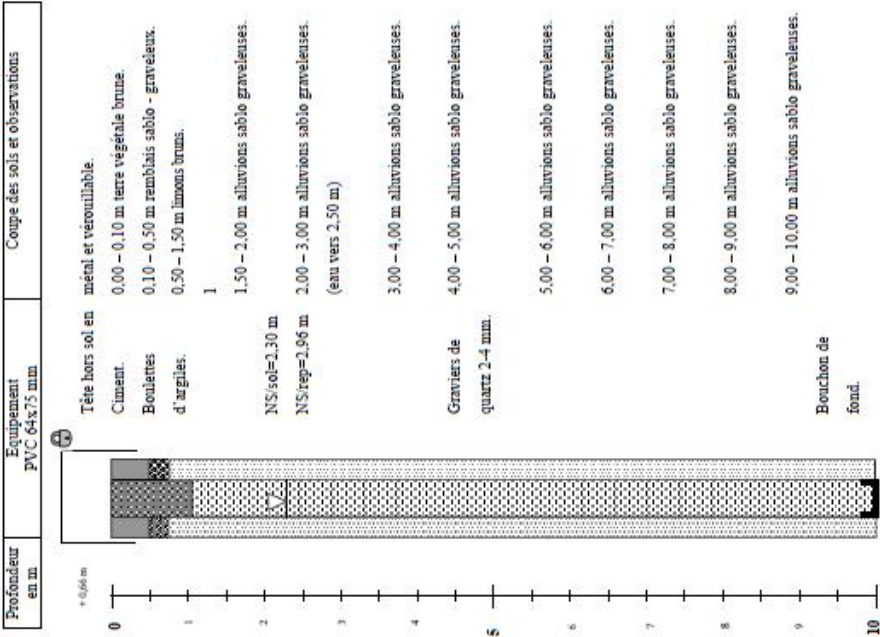 Profondeur
en m
Equipement
PVC 64x75 mm
Coupe des sols et observations
+ 0,66 m
Tête hors sol en métal et vérouillable.
Ciment.
0,00 – 0,10 m terre végétale brune.
Boulettes
0,10 – 0,50 m remblais sablo - graveleux.
d'argiles.
0,50 – 1,50 m limons bruns.
1
1,50 – 2,00 m alluvions sablo graveleuses.
NS/sol=2,30 m
NS/rep=2,96 m
2,00 – 3,00 m alluvions sablo graveleuses.
(eau vers 2,50 m)
3,00 – 4,00 m alluvions sablo graveleuses.
Graviers de
4,00 – 5,00 m alluvions sablo graveleuses.
quartz 2-4 mm.
5,00 – 6,00 m alluvions sablo graveleuses.
6,00 – 7,00 m alluvions sablo graveleuses.
7,00 – 8,00 m alluvions sablo graveleuses.
8,00 – 9,00 m alluvions sablo graveleuses.
9,00 – 10,00 m alluvions sablo graveleuses.
Bouchon de
fond.
0
1
2
3
4
5
6
7
8
9
10